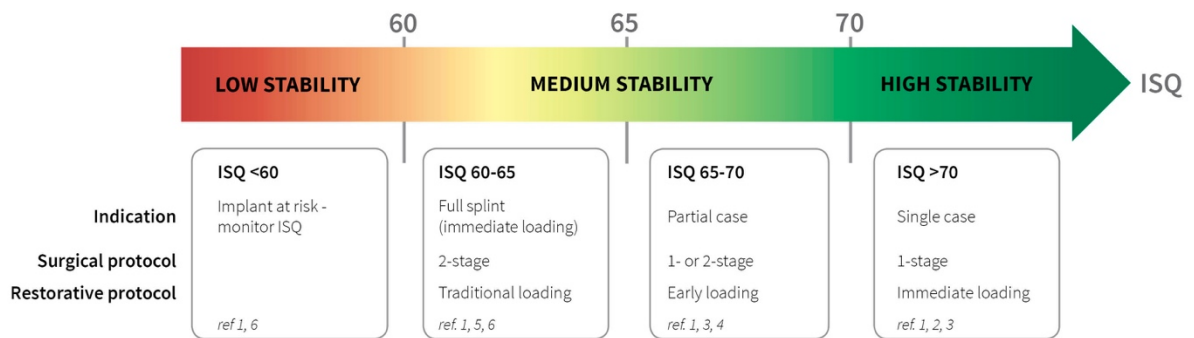 60 65 70
LOW STABILITY MEDIUM STABILITY HIGH STABILITY ISQ
ISQ <60 ISQ 60-65 ISQ 65-70 ISQ >70
Indication Implant at risk - monitor ISQ Full splint (immediate loading) Partial case Single case
Surgical protocol 2-stage 1- or 2-stage 1-stage
Restorative protocol Traditional loading Early loading Immediate loading
ref 1, 6 ref. 1, 5, 6 ref. 1, 3, 4 ref. 1, 2, 3